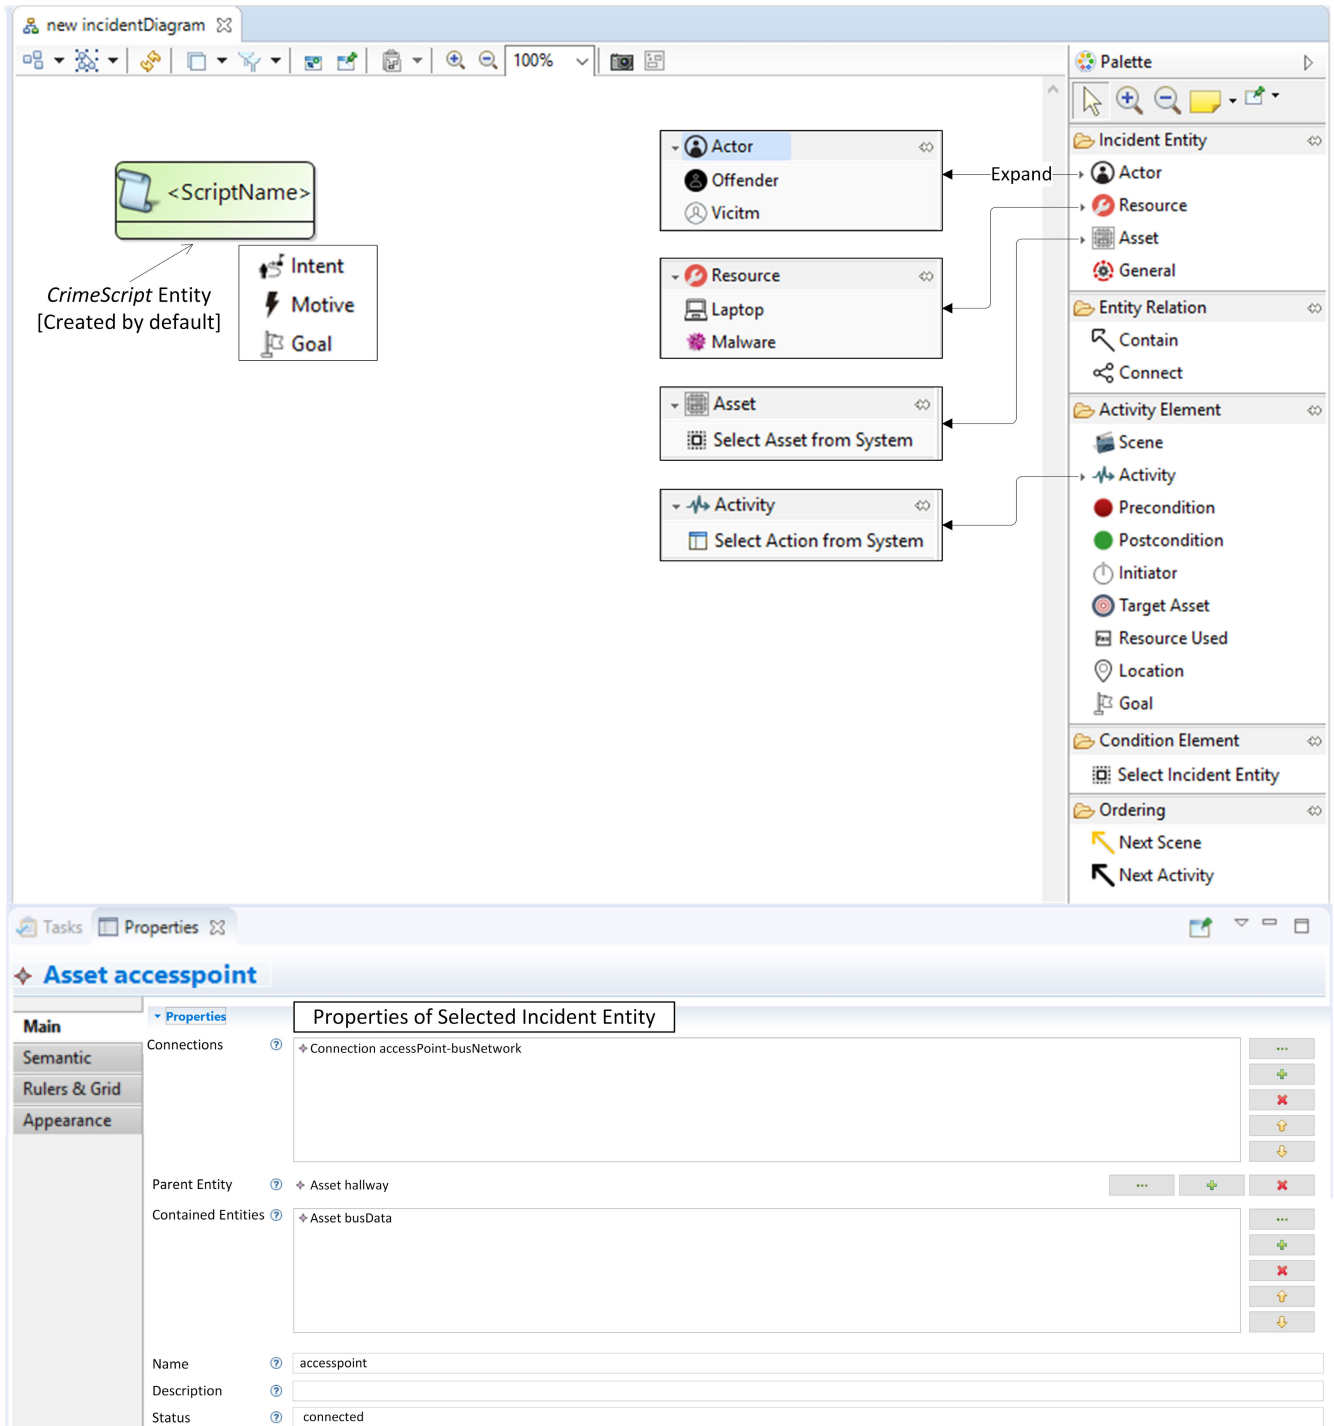 new incidentDiagram
100%
Palette
<ScriptName>
CrimeScript Entity
[Created by default]
Intent
Motive
Goal
Actor
Offender
Vicitm
Resource
Laptop
Malware
Asset
Select Asset from System
Activity
Select Action from System
Expand
Incident Entity
Actor
Resource
Asset
General
Entity Relation
Contain
Connect
Activity Element
Scene
Activity
Precondition
Postcondition
Initiator
Target Asset
Resource Used
Location
Goal
Condition Element
Select Incident Entity
Ordering
Next Scene
Next Activity
Tasks Properties
Asset accesspoint
Main
Semantic
Rulers & Grid
Appearance
Properties
Properties of Selected Incident Entity
Connections
Connection accessPoint-busNetwork
Parent Entity Asset hallway
Contained Entities Asset busData
Name accesspoint
Description
Status connected